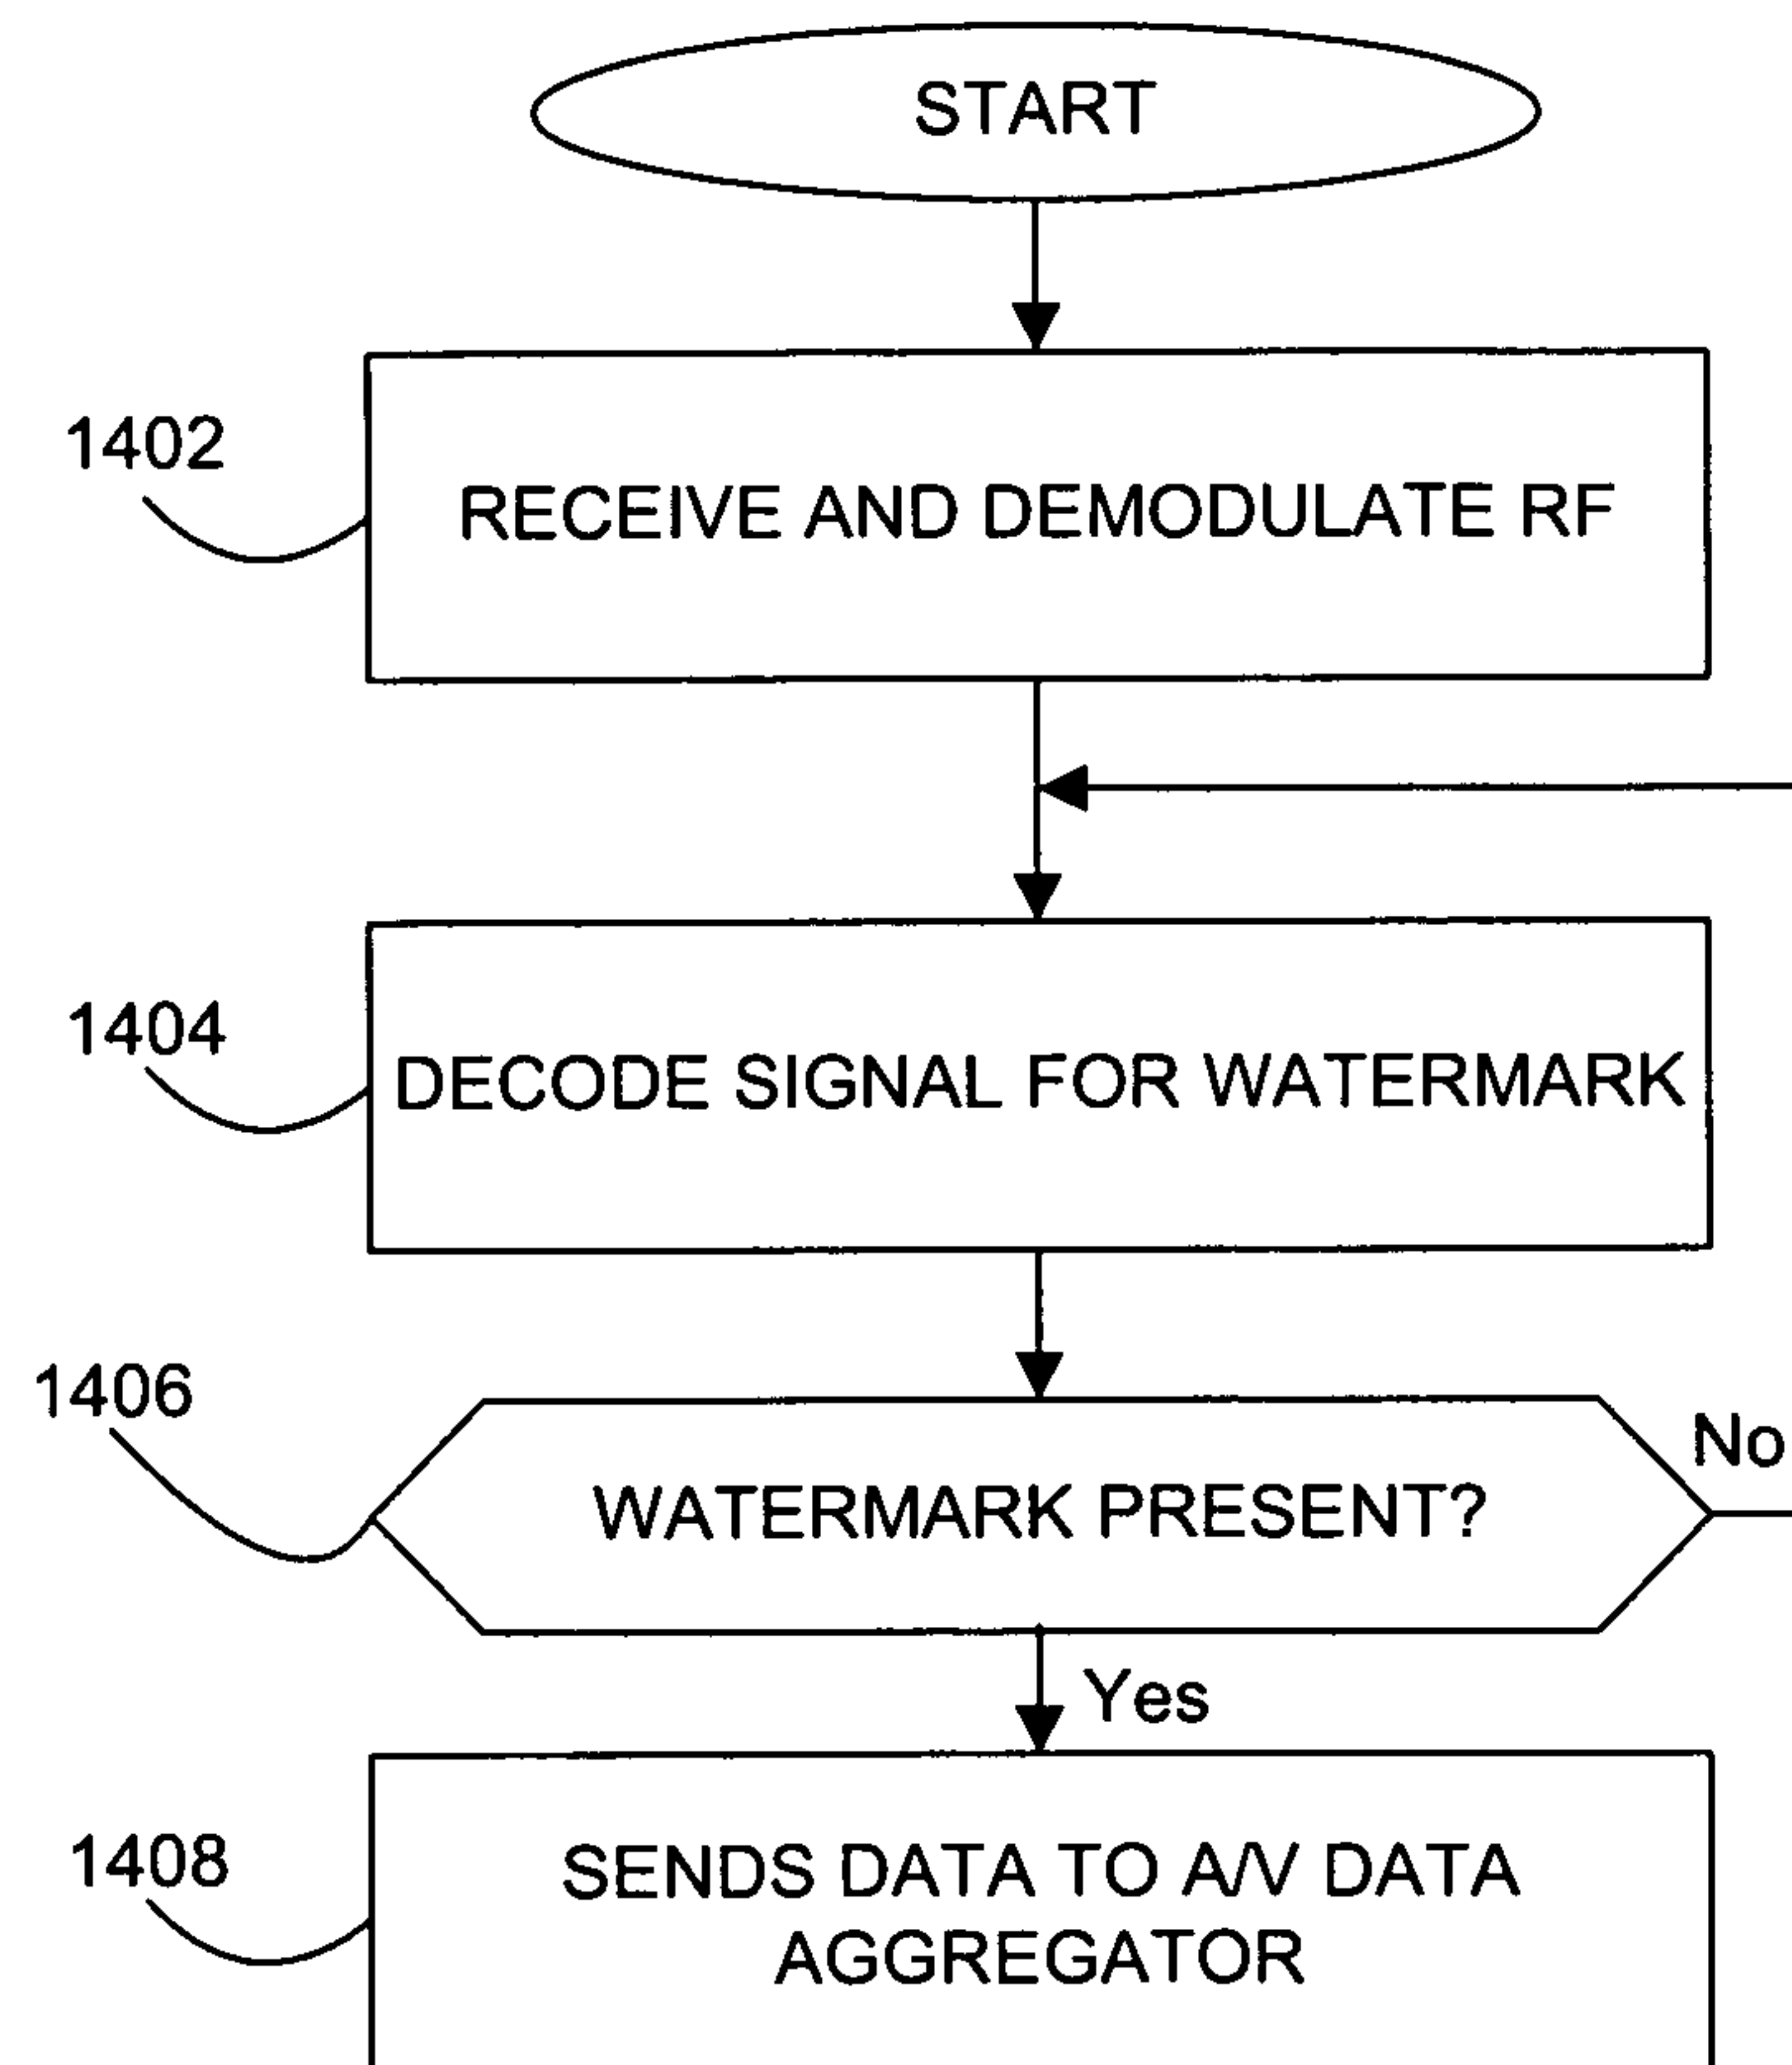 START
1402
RECEIVE AND DEMODULATE RF
1404
DECODE SIGNAL FOR WATERMARK
1406
No
WATERMARK PRESENT?
Yes
1408
SENDS DATA TO A/V DATA
AGGREGATOR